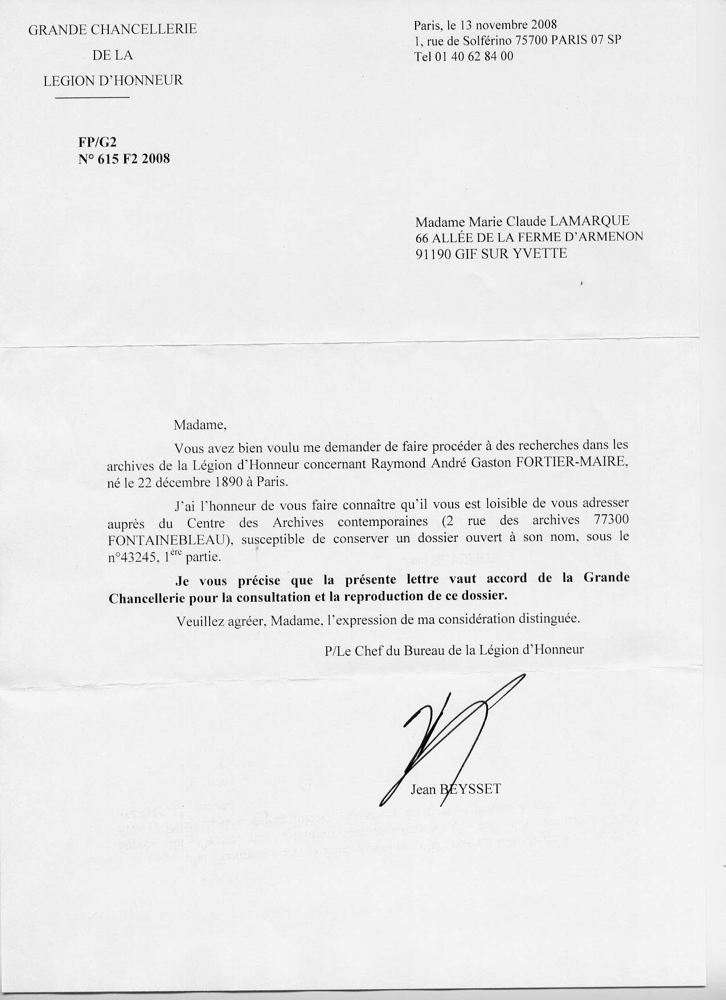 GRANDE CHANCELLERIE
DE LA
LEGION D'HONNEUR
Paris, le 13 novembre 2008
1, rue de Solférino 75700 PARIS 07 SP
Tel 01 40 62 84 00
FP/G2
N° 615 F2 2008
Madame Marie Claude LAMARQUE
66 ALLÉE DE LA FERME D'ARMENON
91190 GIF SUR YVETTE
Madame,
Vous avez bien voulu me demander de faire procéder à des recherches dans les
archives de la Légion d'Honneur concernant Raymond André Gaston FORTIER-MAIRE,
né le 22 décembre 1890 à Paris.
J'ai l'honneur de vous faire connaître qu'il vous est loisible de vous adresser
auprès du Centre des Archives contemporaines (2 rue des archives 77300
FONTAINEBLEAU), susceptible de conserver un dossier ouvert à son nom, sous le
n°43245, 1ère partie.
Je vous précise que la présente lettre vaut accord de la Grande
Chancellerie pour la consultation et la reproduction de ce dossier.
Veuillez agréer, Madame, l'expression de ma considération distinguée.
P/Le Chef du Bureau de la Légion d'Honneur
Jean BEYSSET